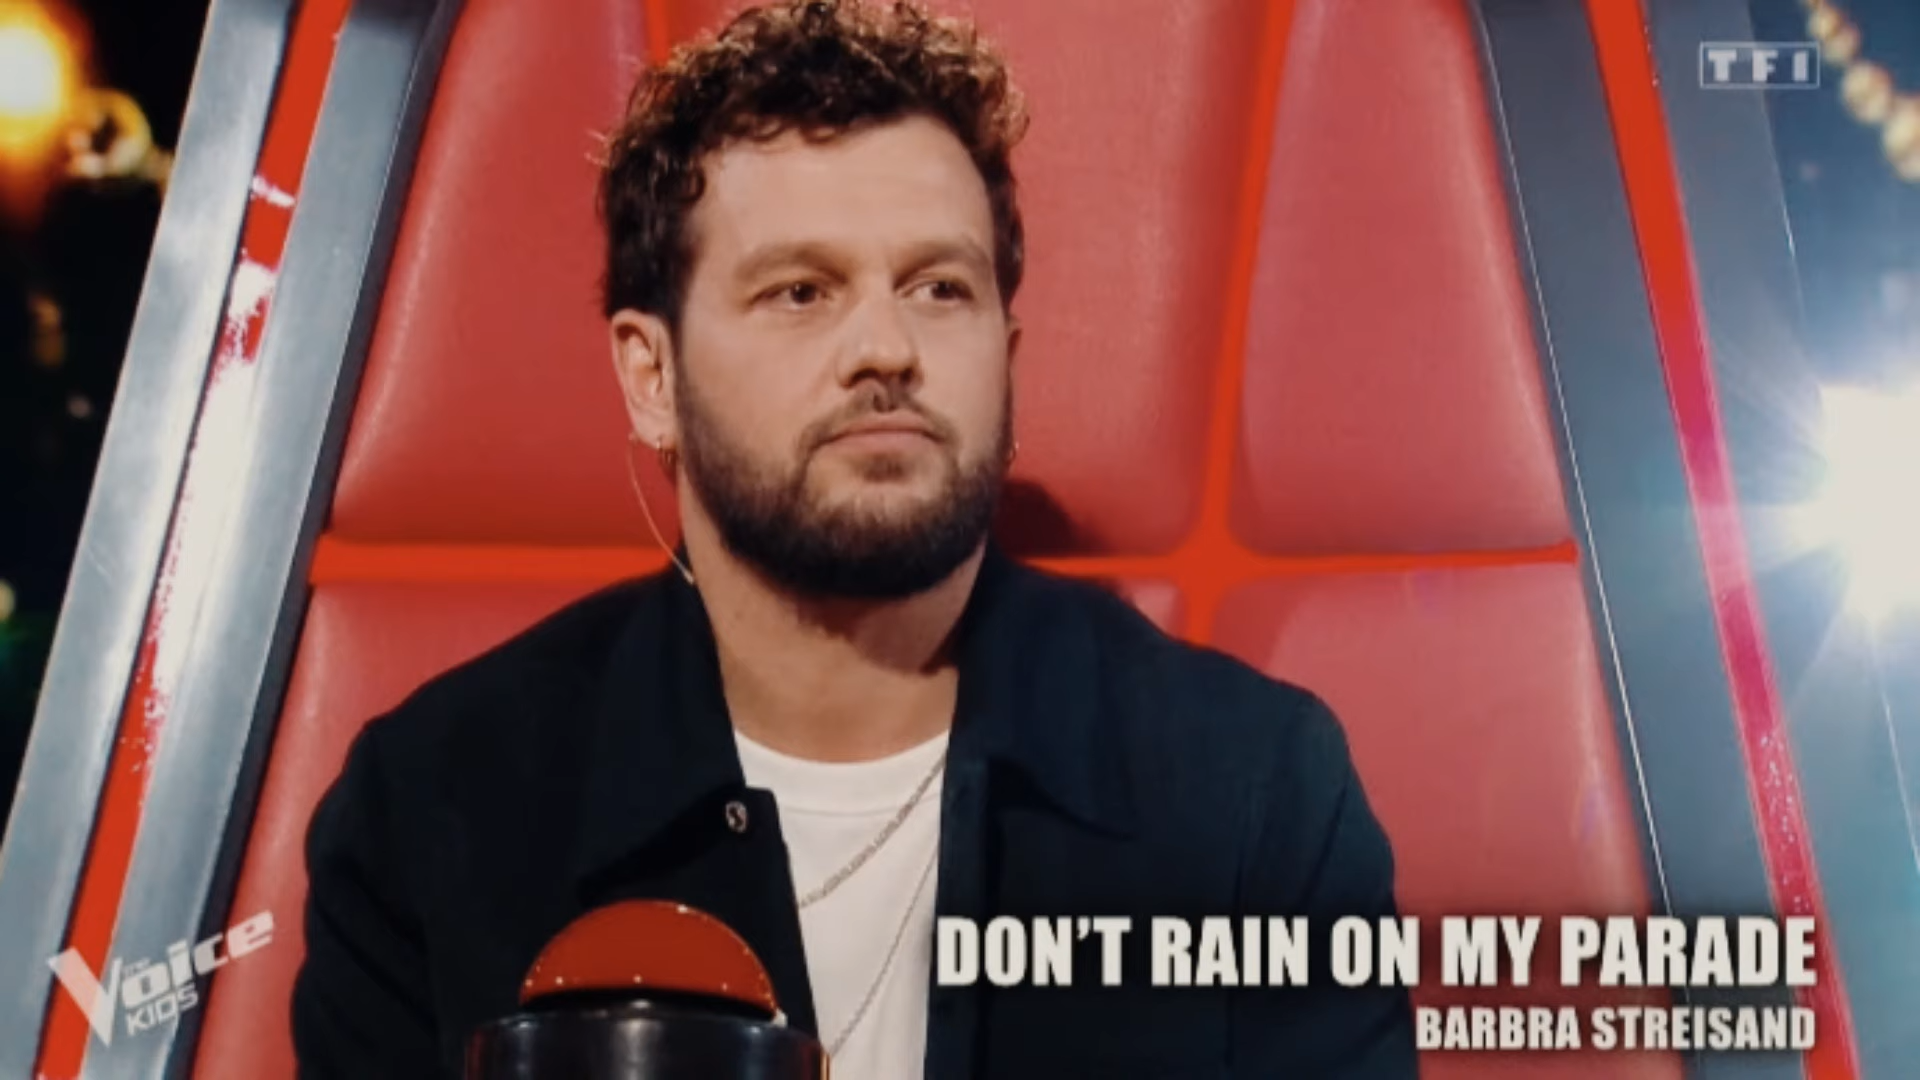 TF1
the
Voice
KIDS
DON'T RAIN ON MY PARADE
BARBRA STREISAND